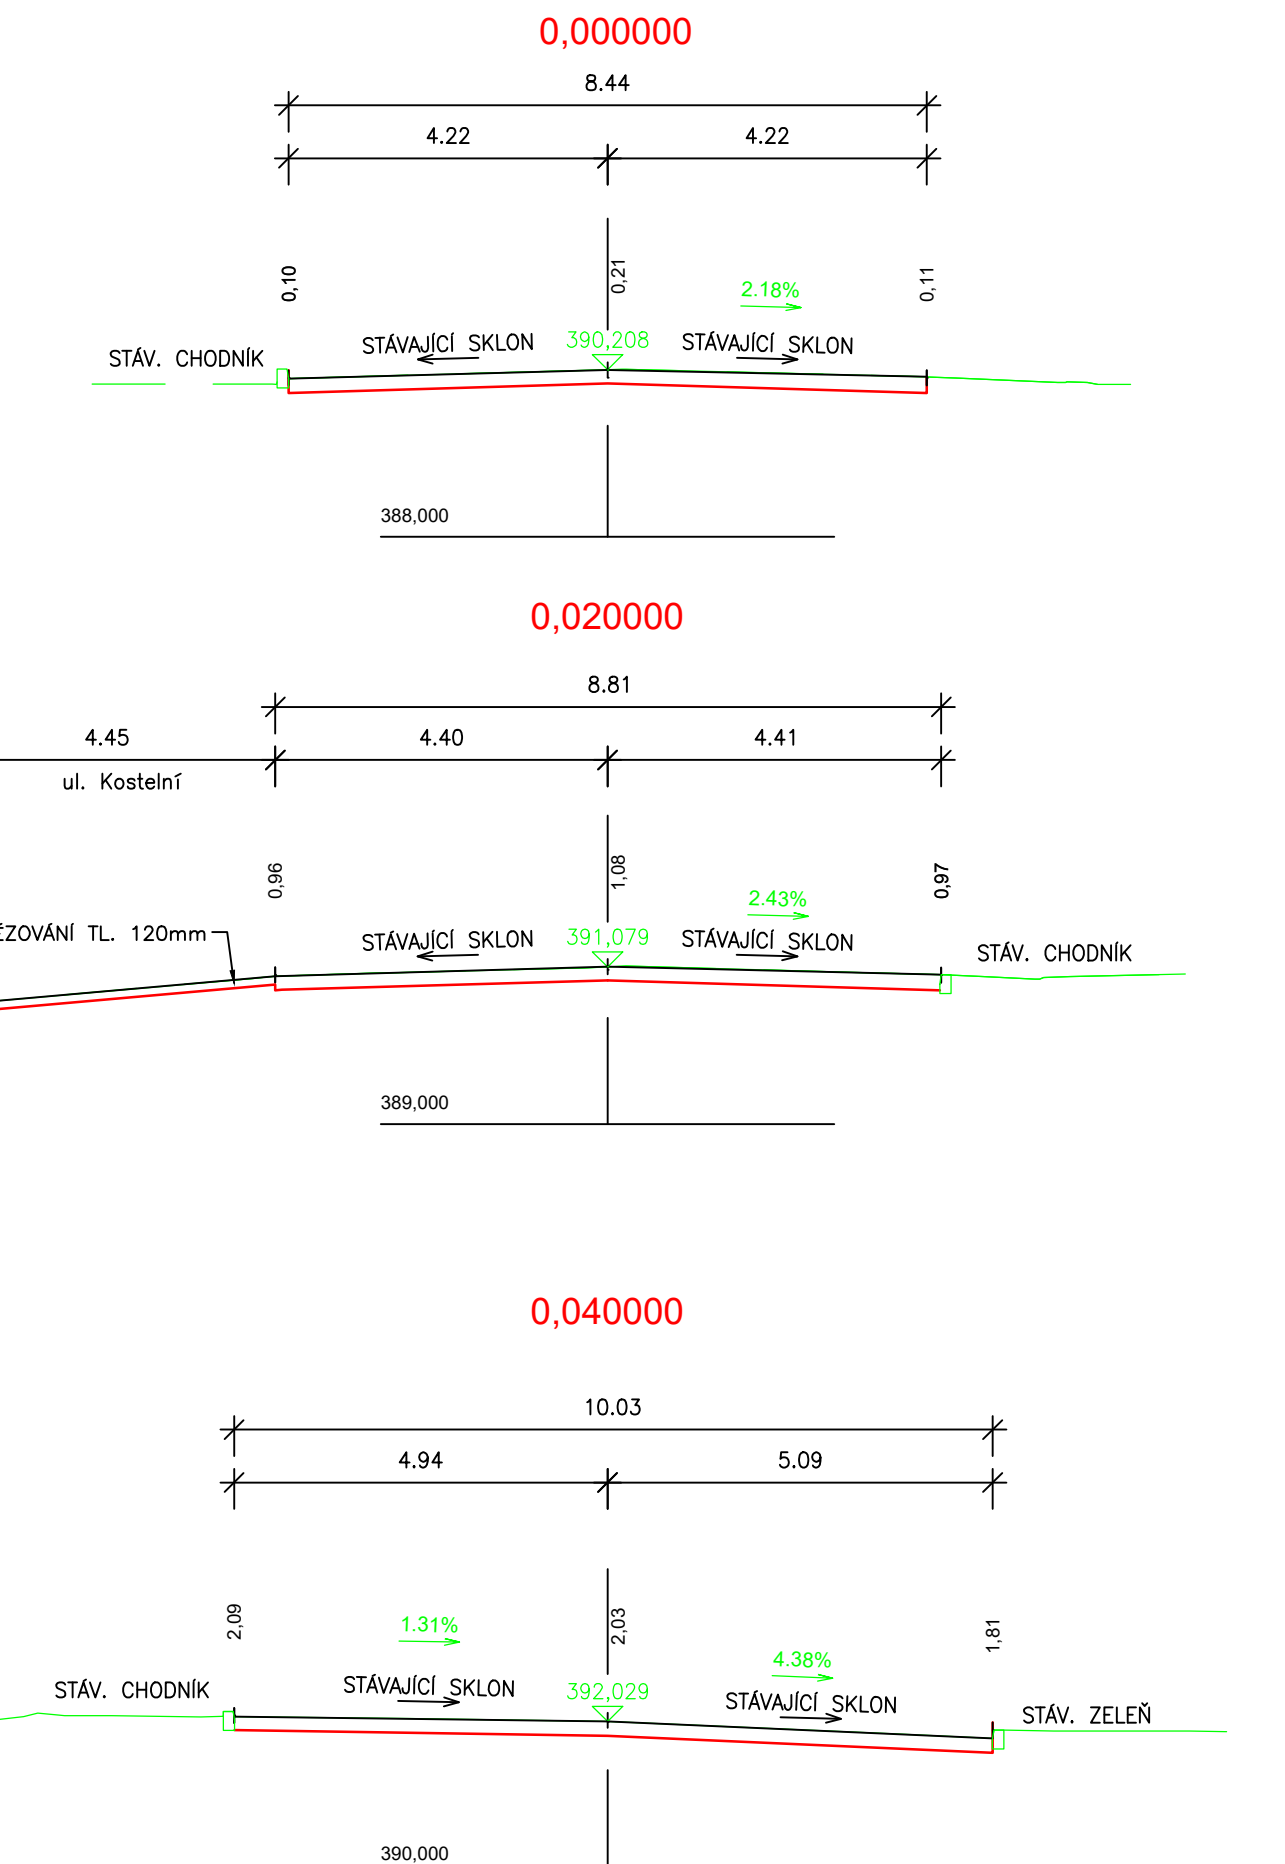 0,000000
8.44
4.22 4.22
0,10 0,21 0,11
2.18%
STÁV. CHODNÍK STÁVAJÍCÍ SKLON 390,208 STÁVAJÍCÍ SKLON
388,000
0,020000
8.81
4.45 4.40 4.41
ul. Kostelní
0,96 1,08 0,97
2.43%
TL. 120mm STÁVAJÍCÍ SKLON 391,079 STÁVAJÍCÍ SKLON STÁV. CHODNÍK
389,000
0,040000
10.03
4.94 5.09
2,09 2,03 1,81
1.31%
4.38%
STÁV. CHODNÍK STÁVAJÍCÍ SKLON 392,029 STÁVAJÍCÍ SKLON STÁV. ZELEŇ
390,000